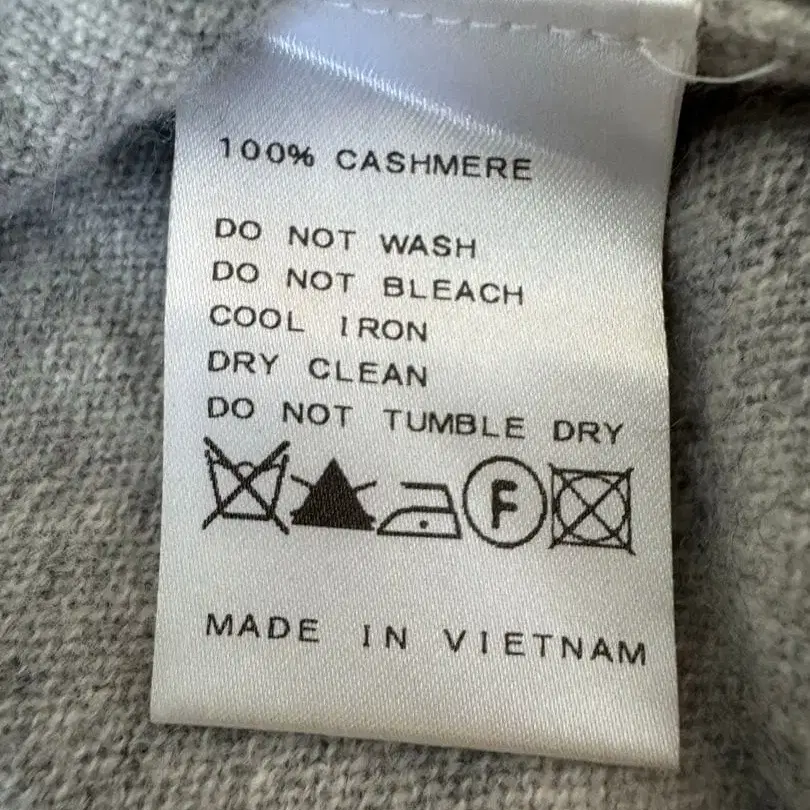 100% CASHMERE
DO NOT WASH
DO NOT BLEACH
COOL IRON
DRY CLEAN
DO NOT TUMBLE DRY
F
MADE IN VIETNAM